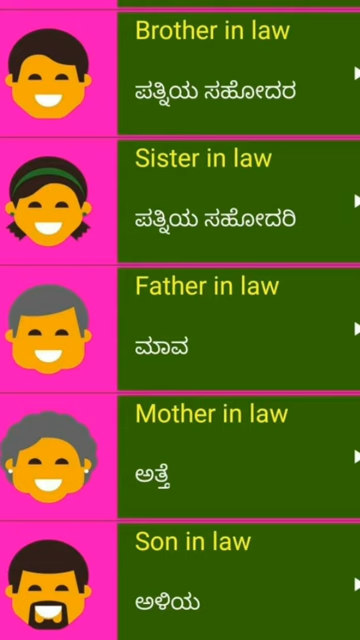 Brother in law
ಪತ್ನಿಯ ಸಹೋದರ
Sister in law
ಪತ್ನಿಯ ಸಹೋದರಿ
Father in law
ಮಾವ
Mother in law
ಅತ್ತೆ
Son in law
ಅಳಿಯ